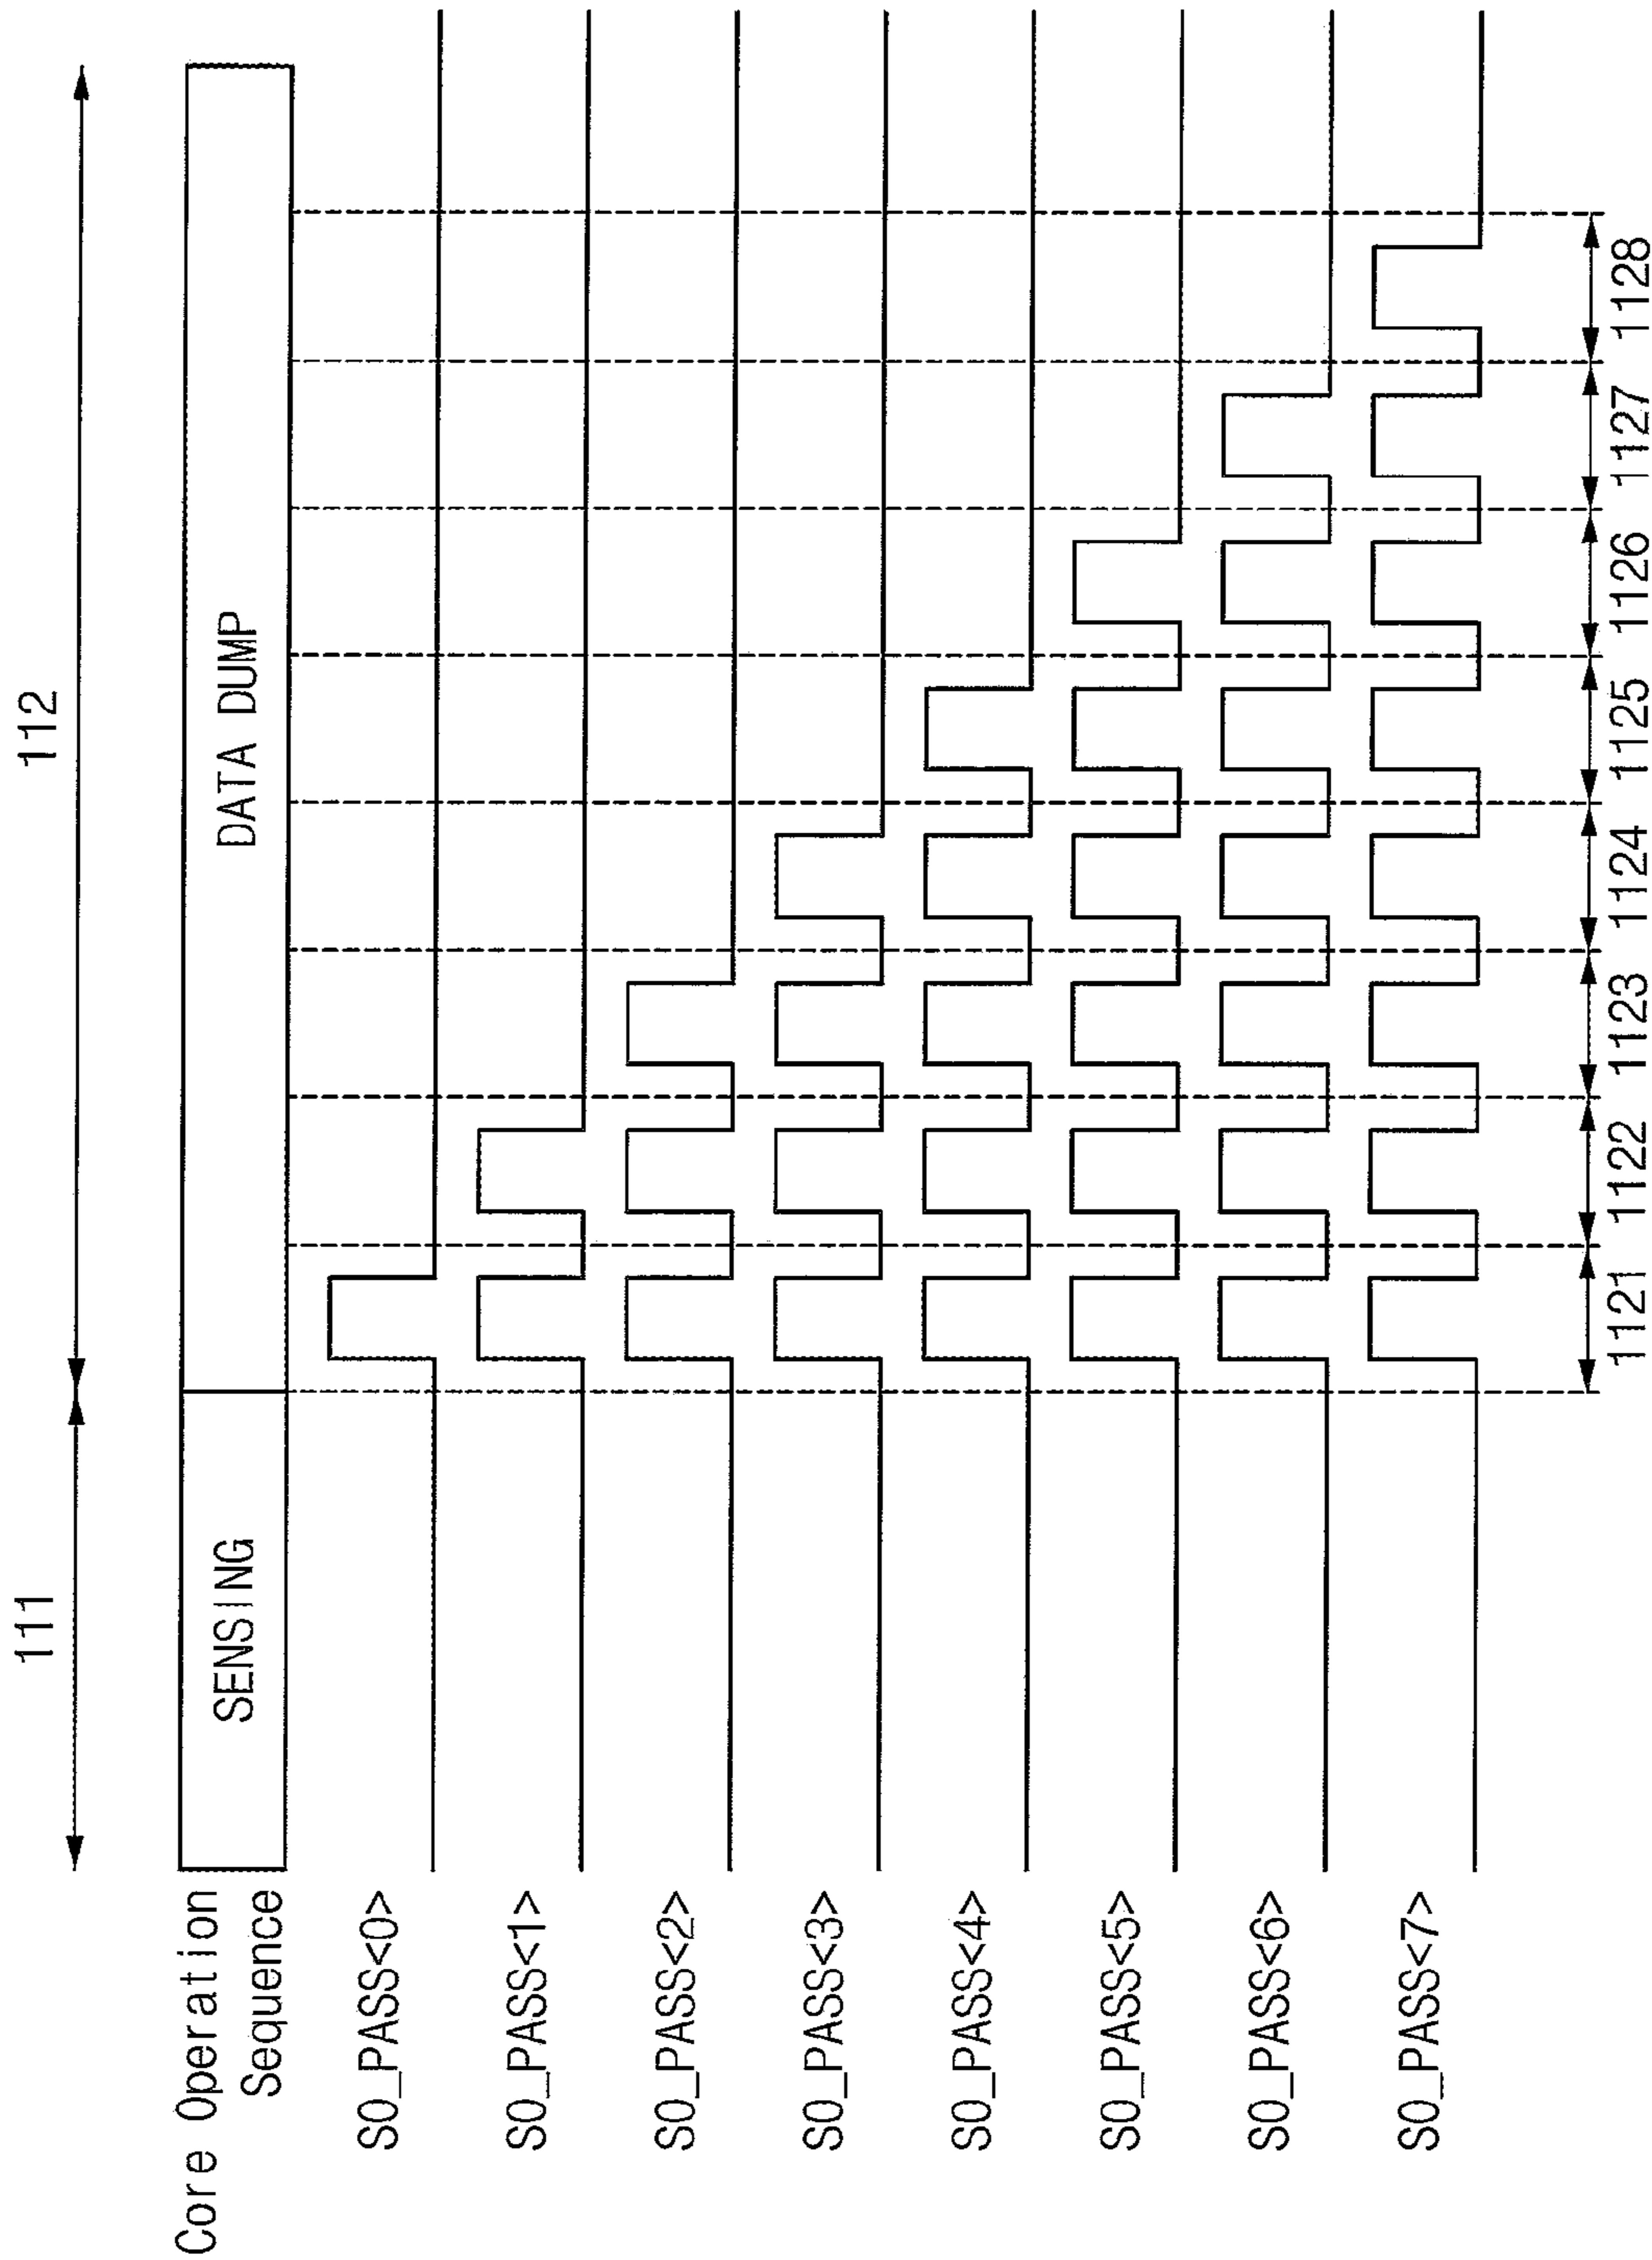 111
112
Core Operation
Sequence
SENSING
DATA DUMP
SO_PASS<0>
SO_PASS<1>
SO_PASS<2>
SO_PASS<3>
SO_PASS<4>
SO_PASS<5>
SO_PASS<6>
SO_PASS<7>
1121
1122
1123
1124
1125
1126
1127
1128